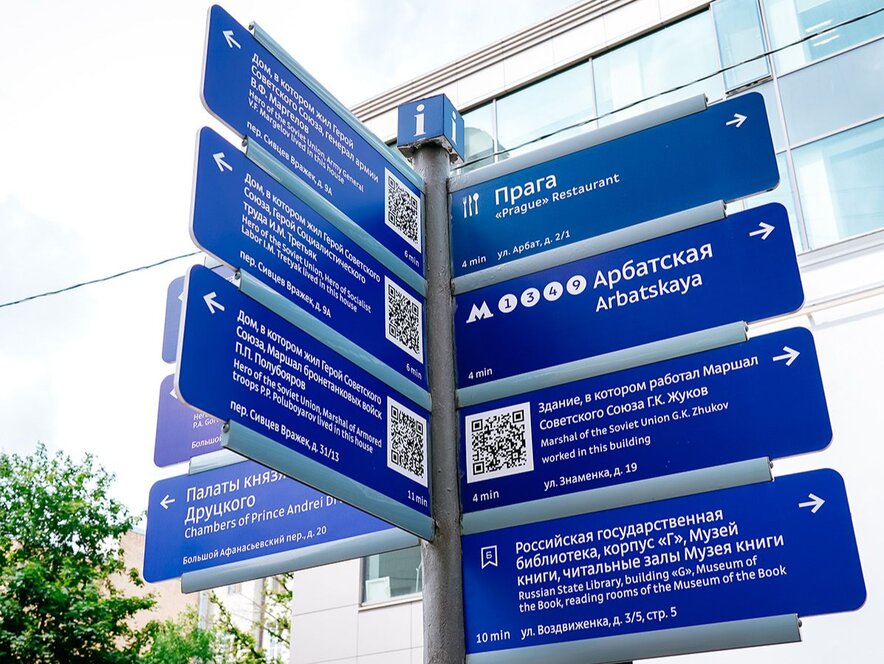 i
Дом, в котором жил Герой
Советского Союза, генерал армии
В.Ф. Маргелов
Hero of the Soviet Union, Army General
V.F. Margelov lived in this house
пер. Сивцев Вражек, д. 9А
6 min
Дом, в котором жил Герой Советского
Союза, Герой Социалистического
труда И.М. Третьяк
Hero of the Soviet Union, Hero of Socialist
Labor I.M. Tretyak lived in this house
пер. Сивцев Вражек, д. 9А
6 min
Дом, в котором жил Герой Советского
Союза, Маршал бронетанковых войск
П.П. Полубояров
Hero of the Soviet Union, Marshal of Armored
troops P.P. Poluboyarov lived in this house
пер. Сивцев Вражек, д. 31/13
11 min
P.A.
Большой
Палаты
Друцкого
Chambers of Prince Andrei
Большой Афанасьевский пер., д. 20
i
Прага
«Prague» Restaurant
4 min ул. Арбат, д. 2/1
М 1 3 4 9 Арбатская
Arbatskaya
4 min
Здание, в котором работал Маршал
Советского Союза Г.К. Жуков
Marshal of the Soviet Union G.K. Zhukov
worked in this building
4 min ул. Знаменка, д. 19
Б
Российская государственная
библиотека, корпус «Г», Музей
книги, читальные залы Музея книги
Russian State Library, building «G», Museum of
the Book, reading rooms of the Museum of the Book
10 min ул. Воздвиженка, д. 3/5, стр. 5